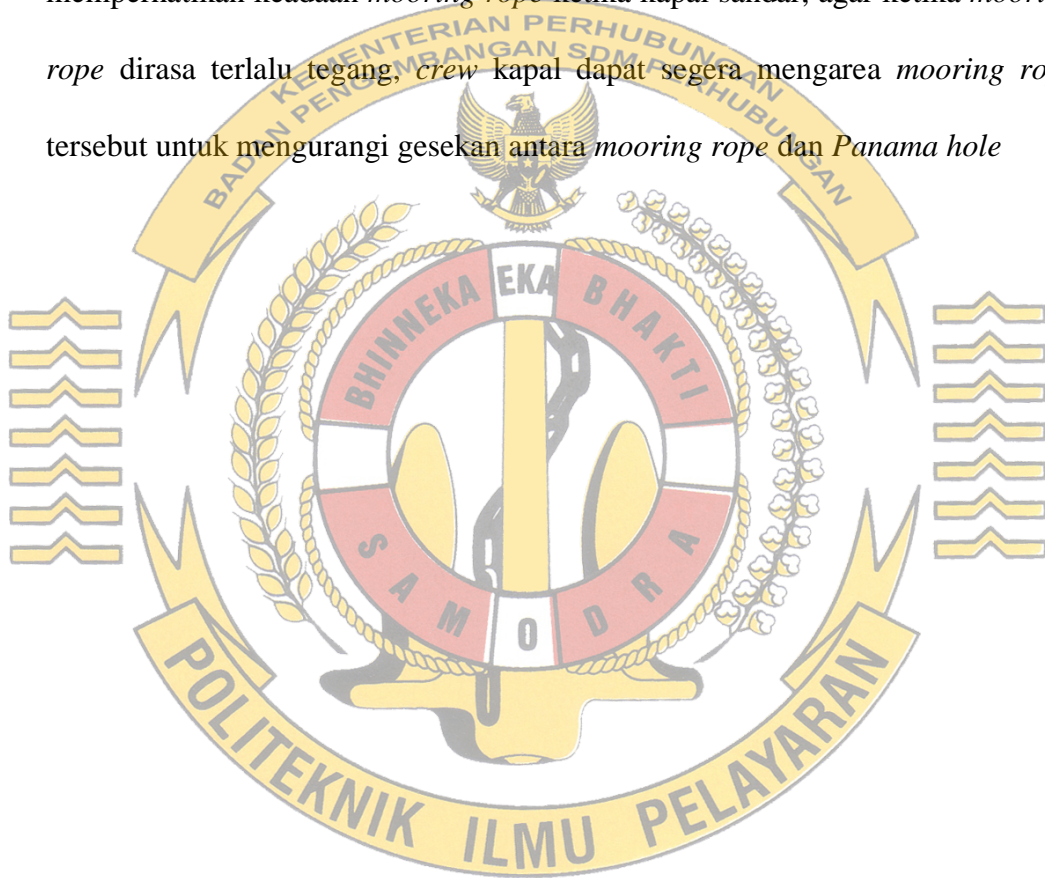 memperhatikan keadaan mooring rope ketika kapal sandar, agar ketika moori
rope dirasa terlalu tegang, crew kapal dapat segera mengarea mooring ro
tersebut untuk mengurangi gesekan antara mooring rope dan Panama hole
KEMENTERIAN PERHUBUNGAN
BADAN PENGEMBANGAN SDM PERHUBUNGAN
BHINNEKA EKA BHAKTI
SAMODRA
POLITEKNIK ILMU PELAYARAN